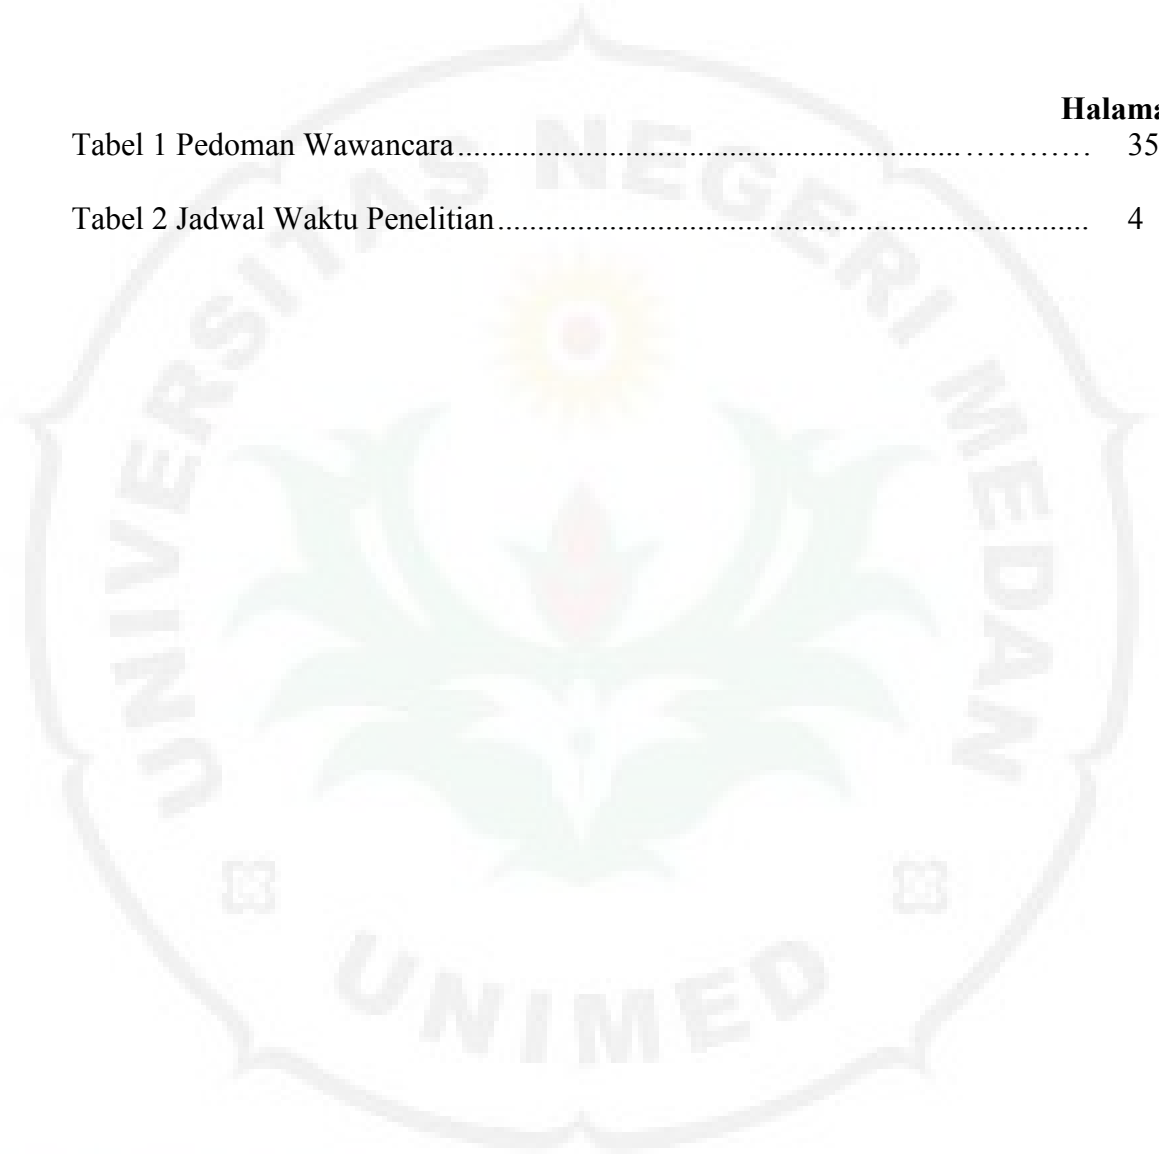 Halama
Tabel 1 Pedoman Wawancara.................................................................………… 35
Tabel 2 Jadwal Waktu Penelitian.......................................................................... 4
UNIVERSITAS NEGERI MEDAN
UNIMED